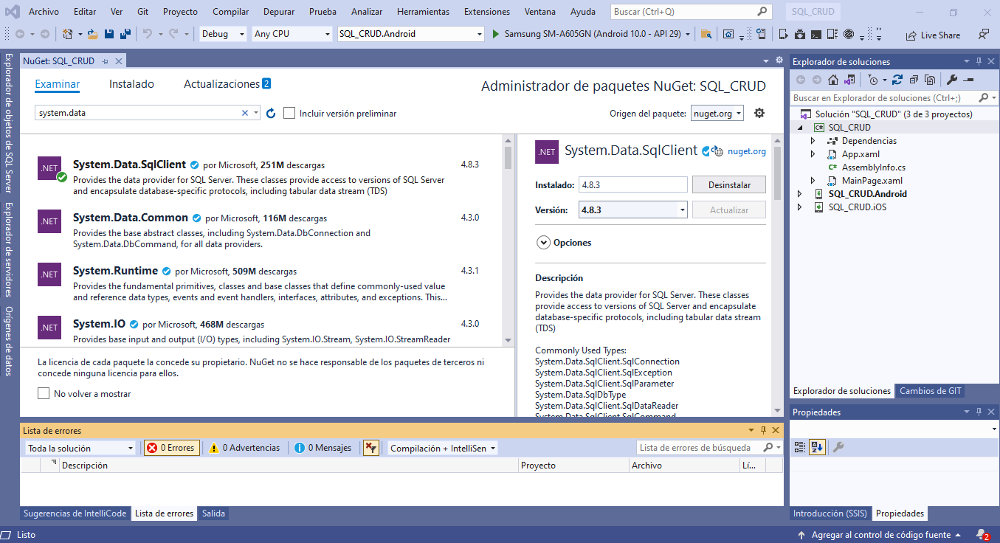 Archivo Editar Ver Git Proyecto Compilar Depurar Prueba Analizar Herramientas Extensiones Ventana Ayuda Buscar (Ctrl+Q) SQL_CRUD
Debug Any CPU SQL_CRUD.Android Samsung SM-A605GN (Android 10.0 - API 29) Live Share
Explorador de objetos de SQL Server
Explorador de servidores
Orígenes de datos
NuGet: SQL_CRUD
Examinar Instalado Actualizaciones 2
Administrador de paquetes NuGet: SQL_CRUD
system.data
Incluir versión preliminar
Origen del paquete: nuget.org
.NET
System.Data.SqlClient por Microsoft, 251M descargas 4.8.3
Provides the data provider for SQL Server. These classes provide access to versions of SQL Server
and encapsulate database-specific protocols, including tabular data stream (TDS)
.NET
System.Data.Common por Microsoft, 116M descargas 4.3.0
Provides the base abstract classes, including System.Data.DbConnection and
System.Data.DbCommand, for all data providers.
.NET
System.Runtime por Microsoft, 509M descargas 4.3.1
Provides the fundamental primitives, classes and base classes that define commonly-used value
and reference data types, events and event handlers, interfaces, attributes, and exceptions. This...
.NET
System.IO por Microsoft, 468M descargas 4.3.0
Provides base input and output (I/O) types, including System.IO.Stream, System.IO.StreamReader
La licencia de cada paquete la concede su propietario. NuGet no se hace responsable de los paquetes de terceros ni
concede ninguna licencia para ellos.
No volver a mostrar
.NET
System.Data.SqlClient nuget.org
Instalado: 4.8.3 Desinstalar
Versión: 4.8.3 Actualizar
Opciones
Descripción
Provides the data provider for SQL Server. These classes
provide access to versions of SQL Server and encapsulate
database-specific protocols, including tabular data stream
(TDS)
Commonly Used Types:
System.Data.SqlClient.SqlConnection
System.Data.SqlClient.SqlException
System.Data.SqlClient.SqlParameter
System.Data.SqlDbType
System.Data.SqlClient.SqlDataReader
System.Data.SqlClient.SqlCommand
Explorador de soluciones
Buscar en Explorador de soluciones (Ctrl+;)
Solución "SQL_CRUD" (3 de 3 proyectos)
C# SQL_CRUD
Dependencias
App.xaml
C# AssemblyInfo.cs
MainPage.xaml
SQL_CRUD.Android
SQL_CRUD.iOS
Explorador de soluciones Cambios de GIT
Propiedades
Introducción (SSIS) Propiedades
Lista de errores
Toda la solución 0 Errores 0 Advertencias 0 Mensajes Compilación + IntelliSen Lista de errores de búsqueda
Descripción Proyecto Archivo Lí...
Sugerencias de IntelliCode Lista de errores Salida
Listo
Agregar al control de código fuente 2